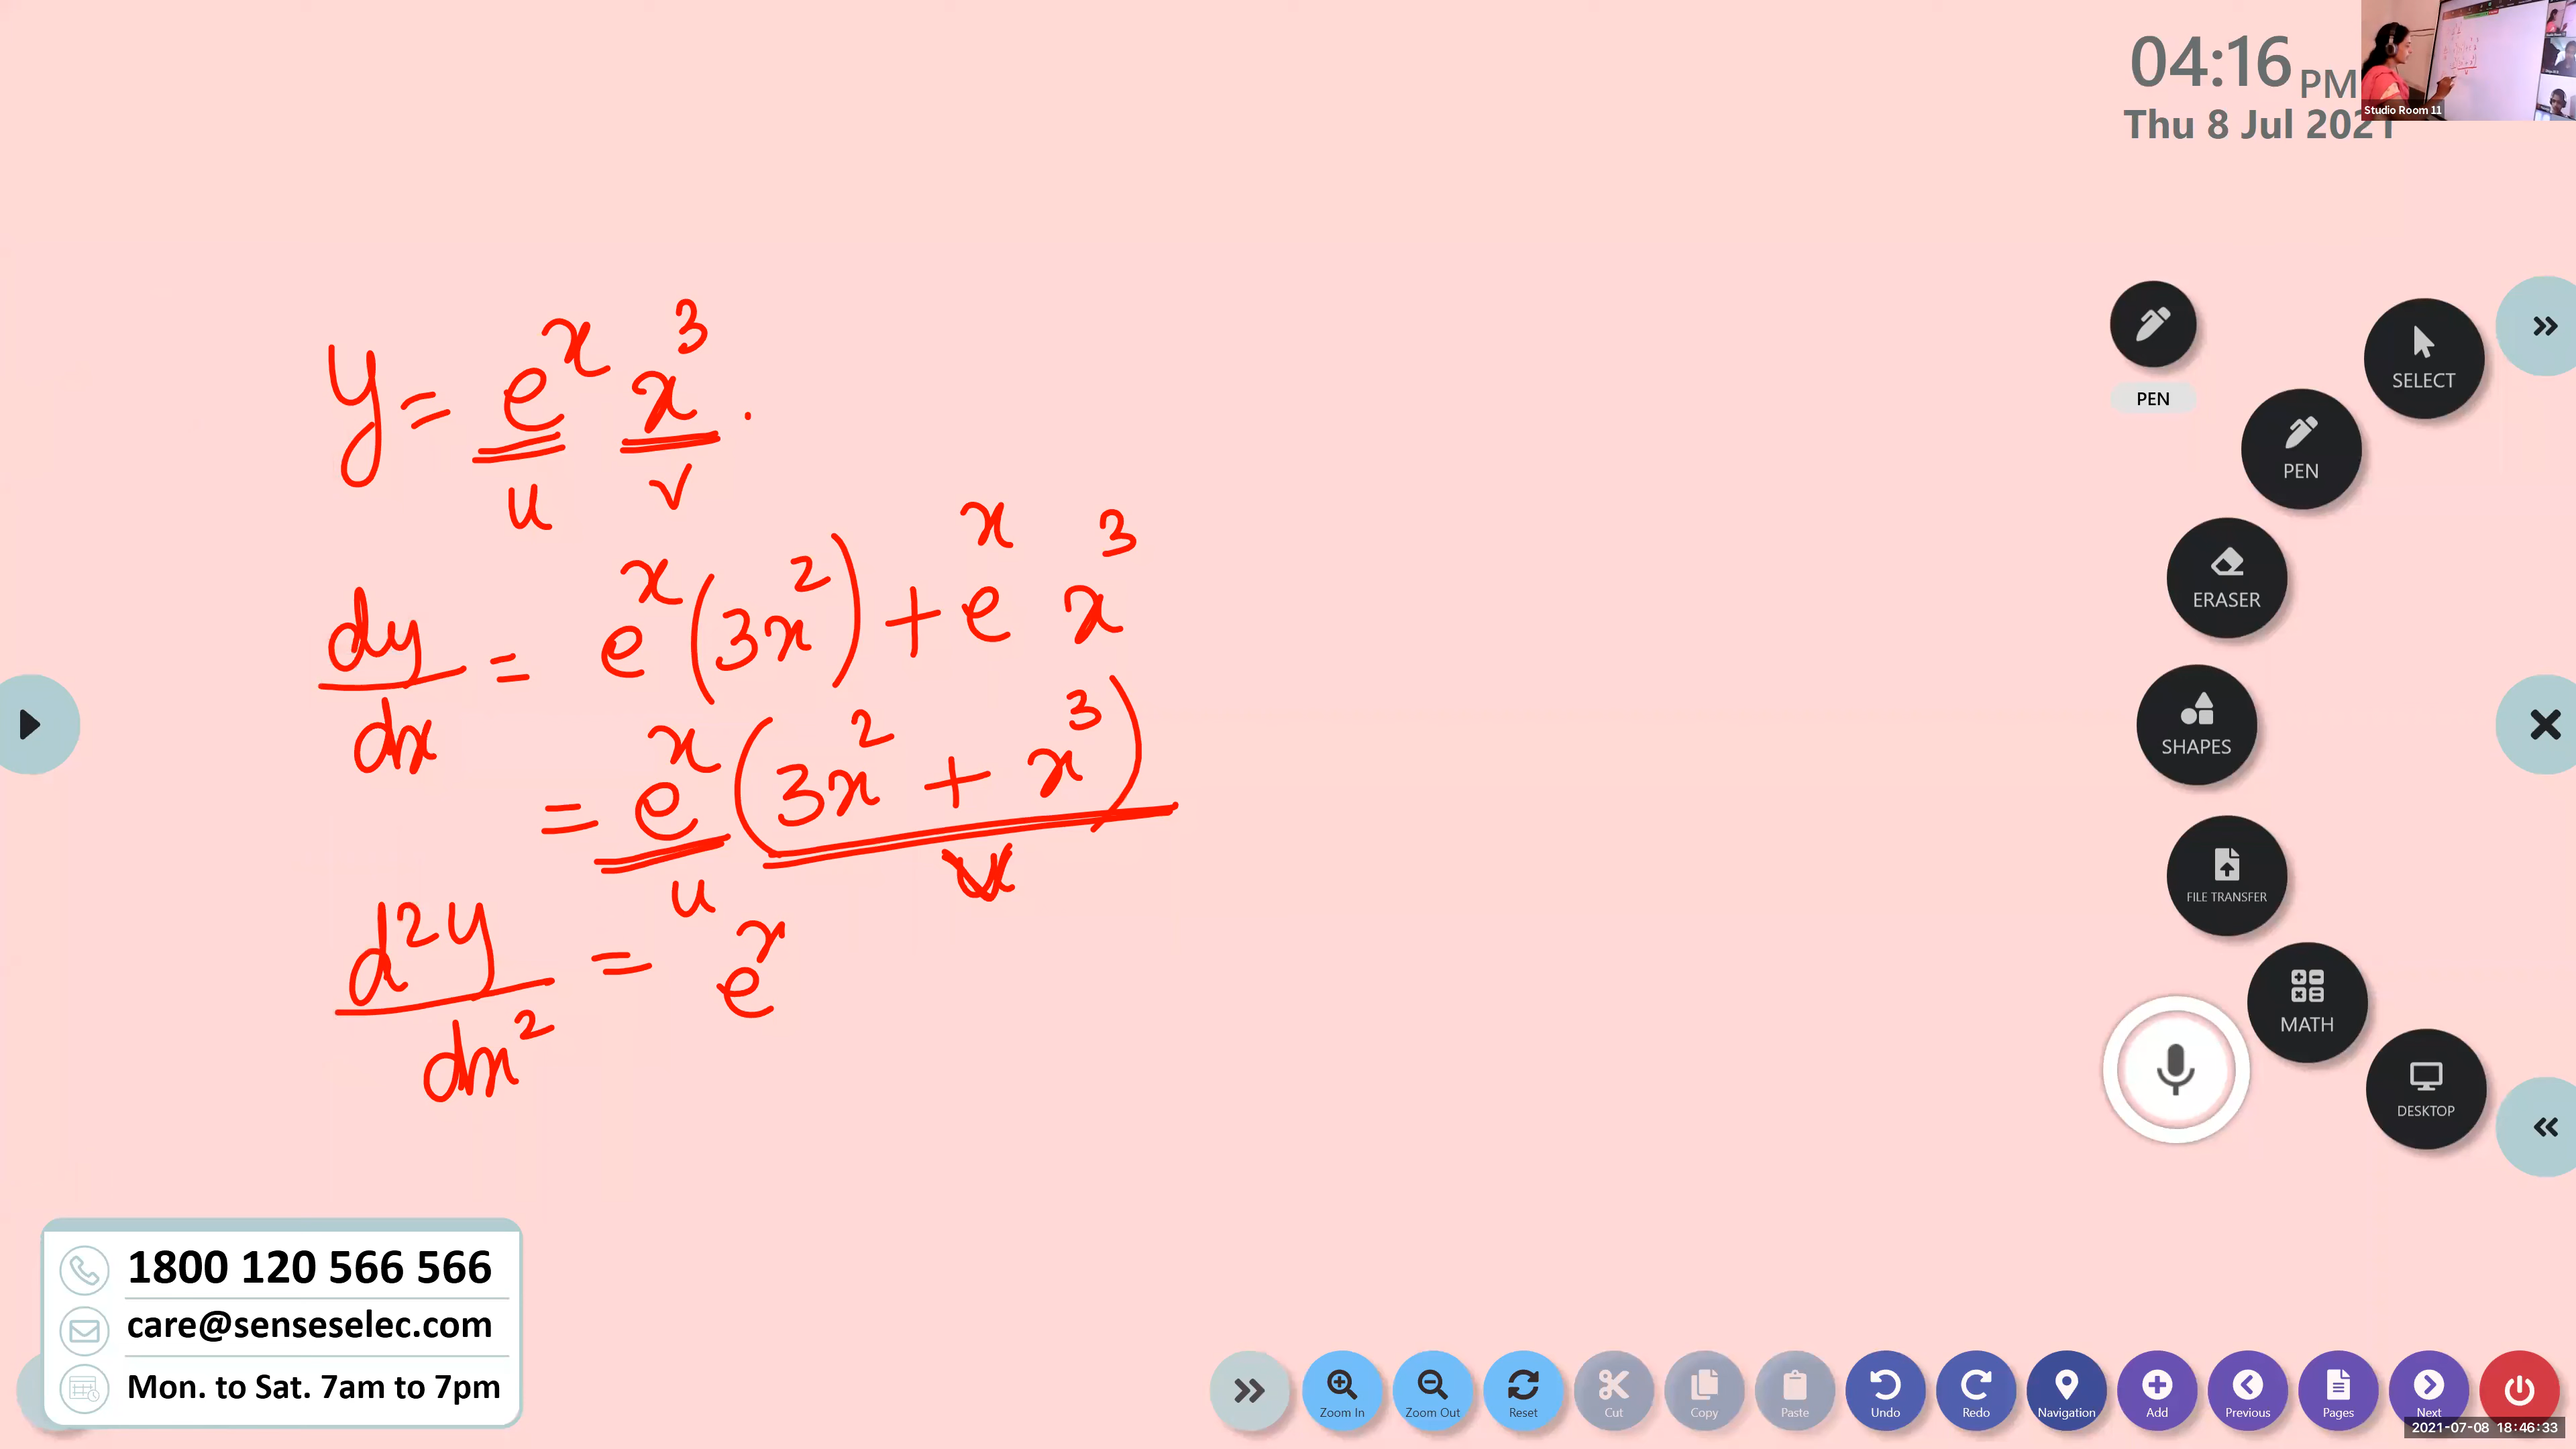 04:16 PM
Thu 8 Jul 2021
Studio Room 11
y = e^x x^3 .
u v
dy/dx = e^x (3x^2) + e^x x^3
= e^x (3x^2 + x^3)
u v
d^2y/dx^2 = e^x
PEN
SELECT
PEN
ERASER
SHAPES
FILE TRANSFER
MATH
DESKTOP
1800 120 566 566
care@senseselec.com
Mon. to Sat. 7am to 7pm
Zoom In Zoom Out Reset Cut Copy Paste Undo Redo Navigation Add Previous Pages Next
2021-07-08 18:46:33